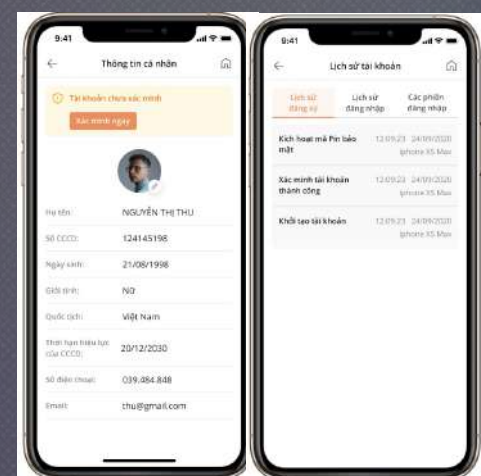 9:41
Thông tin cá nhân
Tài khoản chưa xác minh
Xác minh ngay
Họ tên:
NGUYỄN THỊ THU
Số CCCD:
124145198
Ngày sinh:
21/08/1998
Giới tính:
Nữ
Quốc tịch:
Việt Nam
Thời hạn hiệu lực
của CCCD:
20/12/2030
Số điện thoại:
039.484.848
Email:
thu@gmail.com
9:41
Lịch sử tài khoản
Lịch sử
đăng ký
Lịch sử
đăng nhập
Các phiên
đăng nhập
Kích hoạt mã Pin bảo
mật
12:09:23 24/09/2020
Iphone XS Max
Xác minh tài khoản
thành công
12:09:23 24/09/2020
Iphone XS Max
Khởi tạo tài khoản
12:09:23 24/09/2020
Iphone XS Max